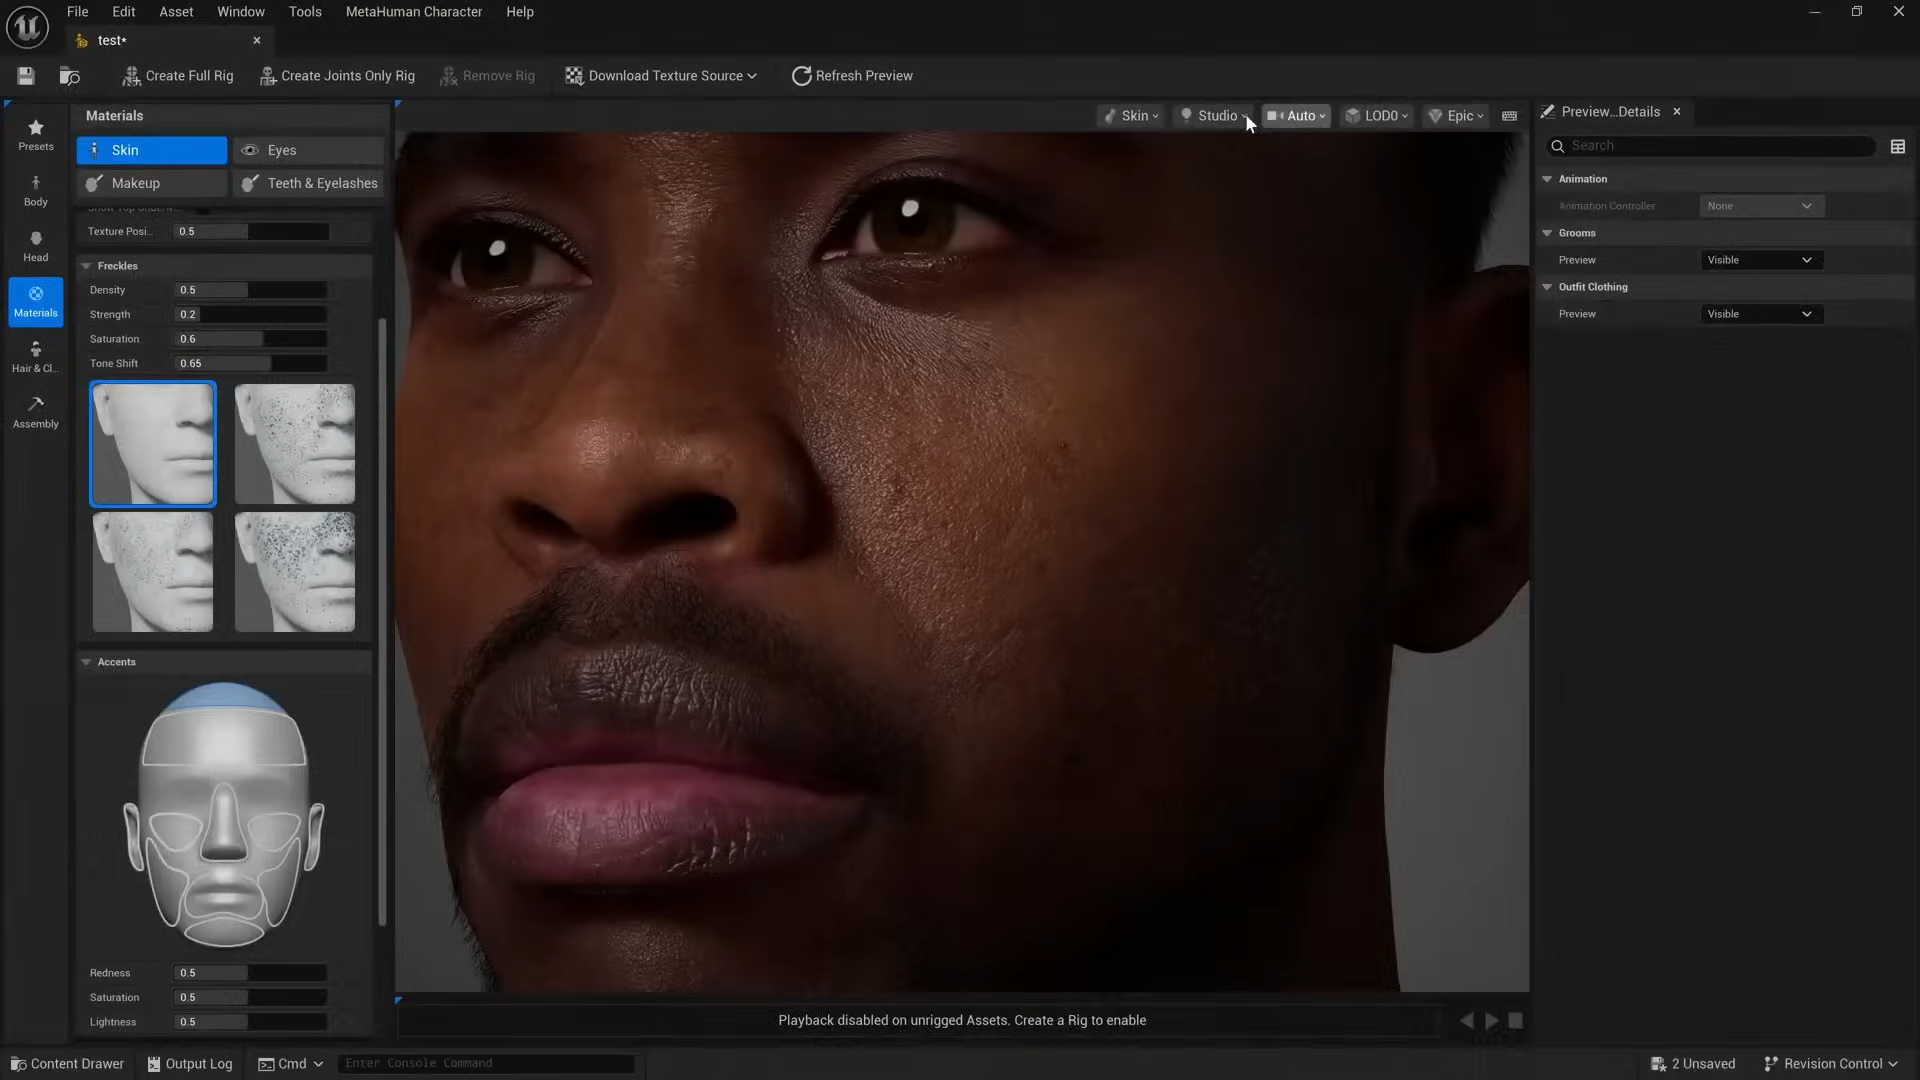 File Edit Asset Window Tools MetaHuman Character Help
test*
Create Full Rig Create Joints Only Rig Remove Rig Download Texture Source Refresh Preview
Presets
Body
Head
Materials
Hair & Cl...
Assembly
Materials
Skin Eyes
Makeup Teeth & Eyelashes
Texture Posi... 0.5
Freckles
Density 0.5
Strength 0.2
Saturation 0.6
Tone Shift 0.65
Accents
Redness 0.5
Saturation 0.5
Lightness 0.5
Skin Studio Auto LOD0 Epic
Playback disabled on unrigged Assets. Create a Rig to enable
Preview...Details
Search
Animation
Animation Controller None
Grooms
Preview Visible
Outfit Clothing
Preview Visible
Content Drawer Output Log Cmd Enter Console Command
2 Unsaved Revision Control